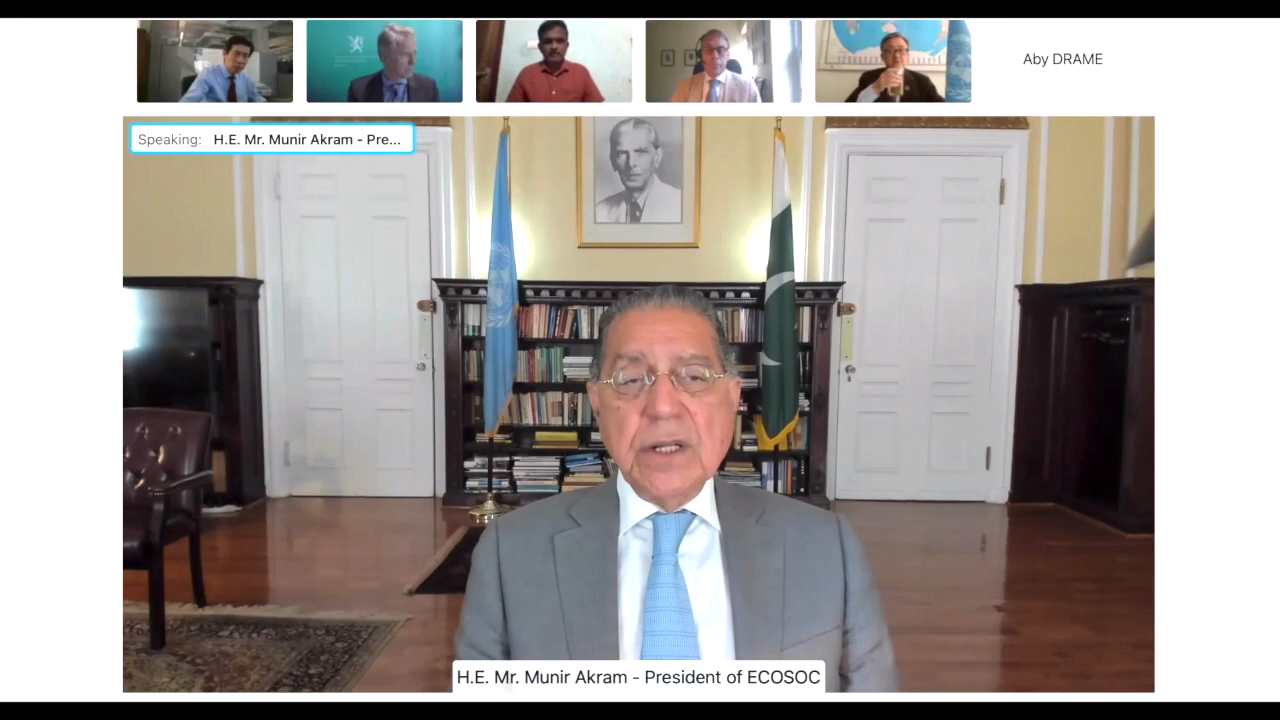 Aby DRAME
Speaking: H.E. Mr. Munir Akram - Pre...
H.E. Mr. Munir Akram - President of ECOSOC